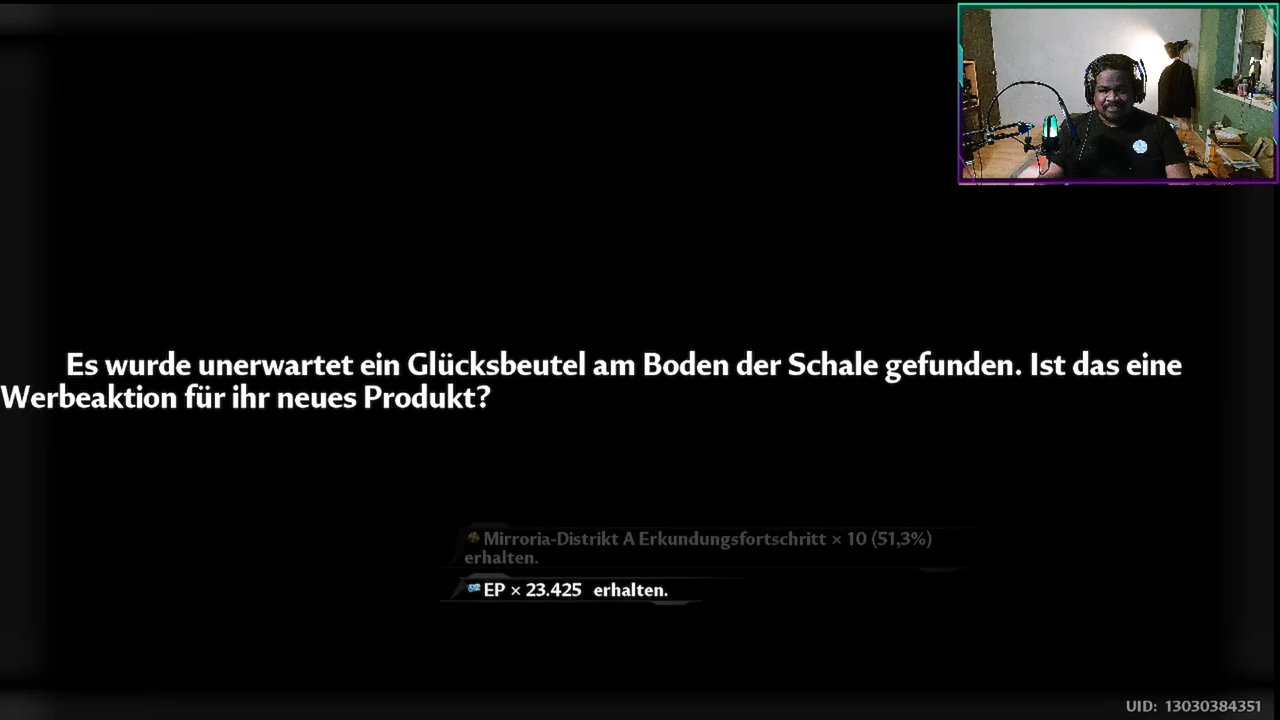 Es wurde unerwartet ein Glücksbeutel am Boden der Schale gefunden. Ist das eine
Werbeaktion für ihr neues Produkt?
Mirroria-Distrikt A Erkundungsfortschritt × 10 (51,3%)
erhalten.
EP × 23.425 erhalten.
UID: 13030384351